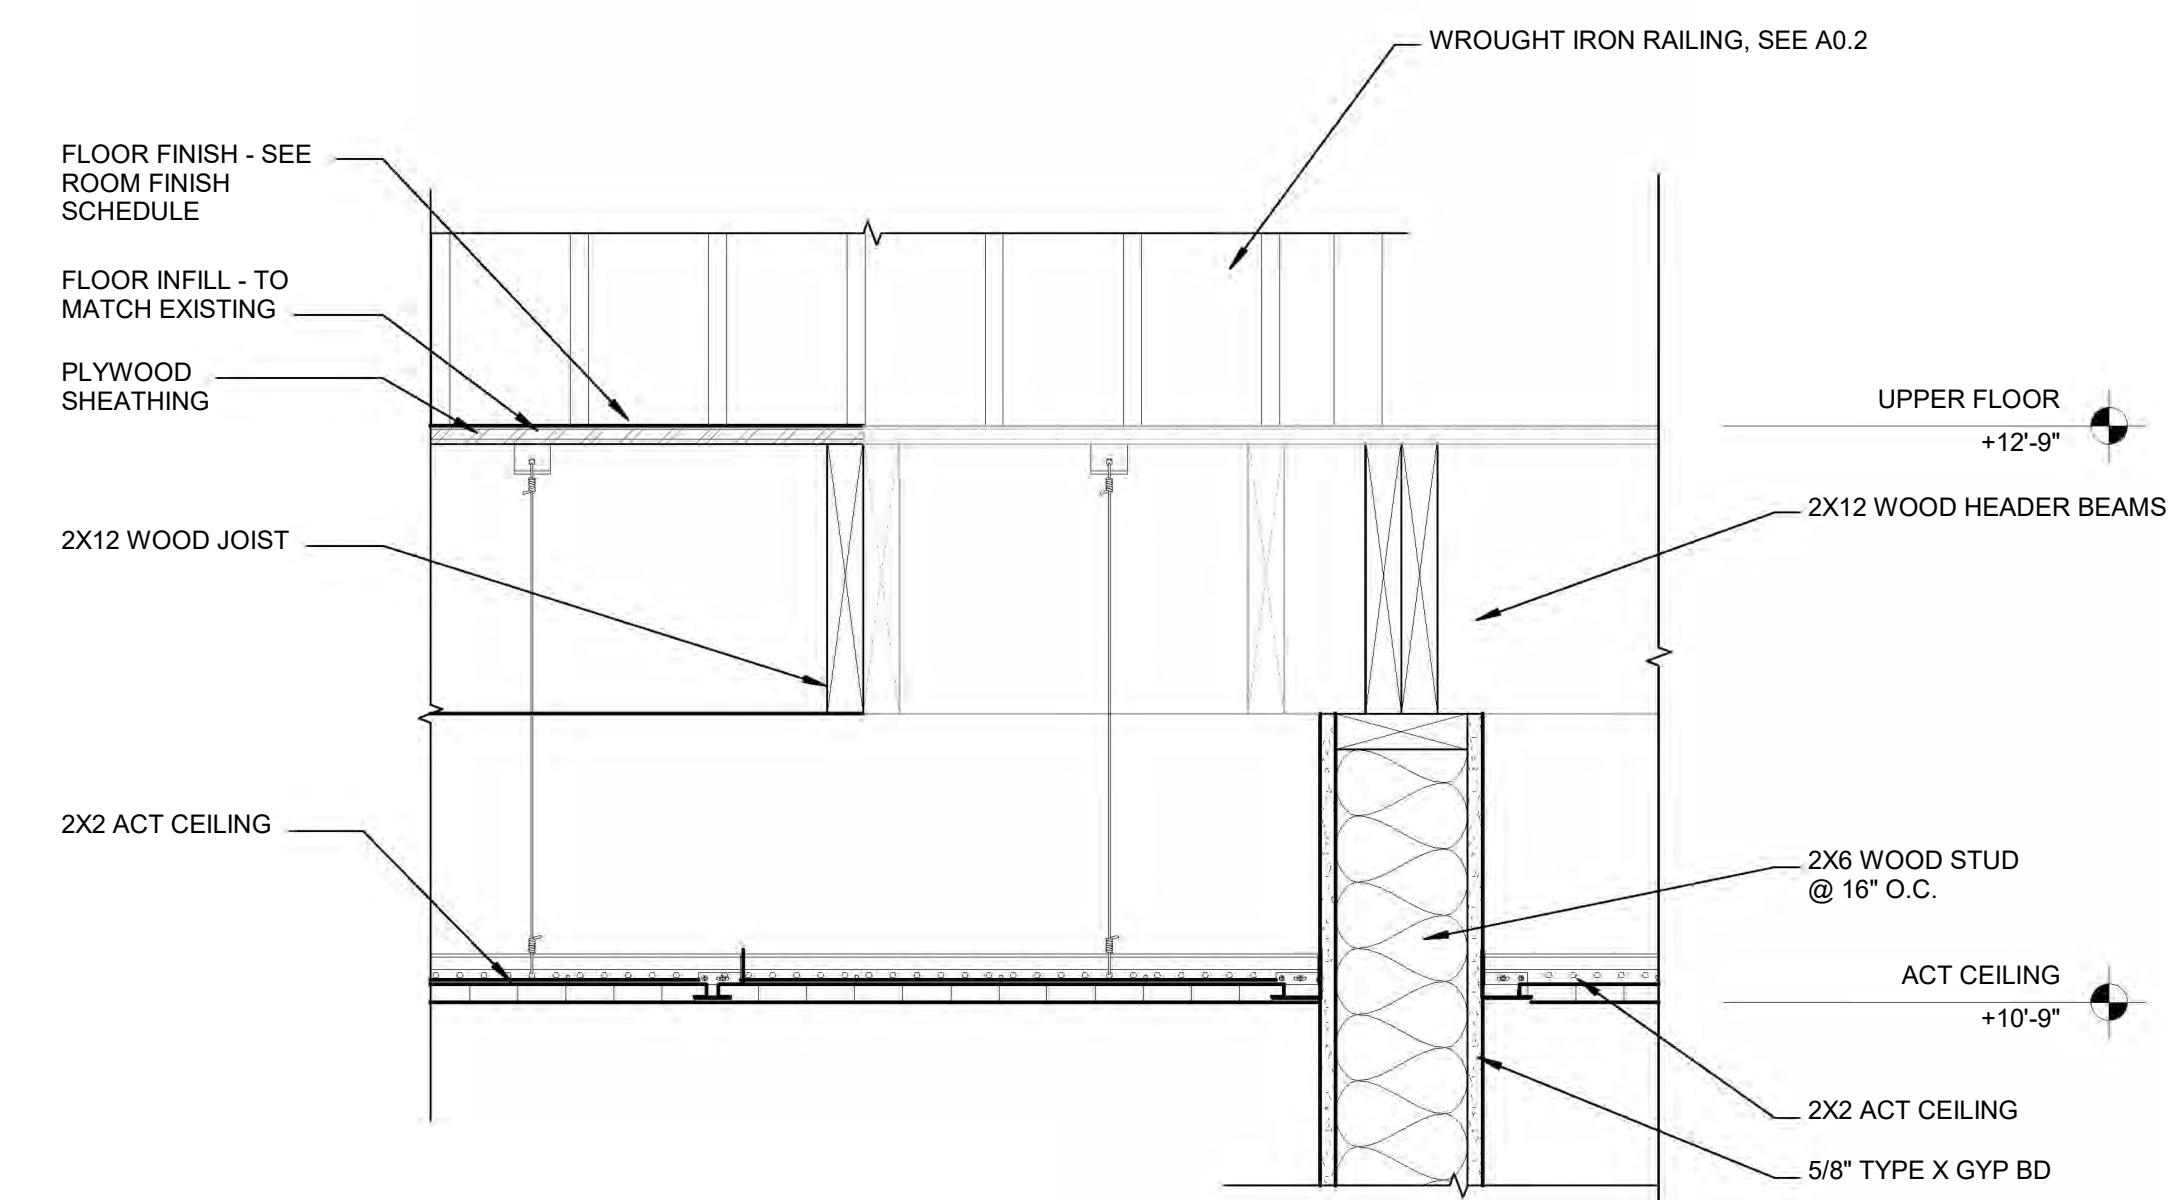 WROUGHT IRON RAILING, SEE A0.2
FLOOR FINISH - SEE
ROOM FINISH
SCHEDULE
FLOOR INFILL - TO
MATCH EXISTING
PLYWOOD
SHEATHING
UPPER FLOOR
+12'-9"
2X12 WOOD HEADER BEAMS
2X12 WOOD JOIST
2X2 ACT CEILING
2X6 WOOD STUD
@ 16" O.C.
ACT CEILING
+10'-9"
2X2 ACT CEILING
5/8" TYPE X GYP BD